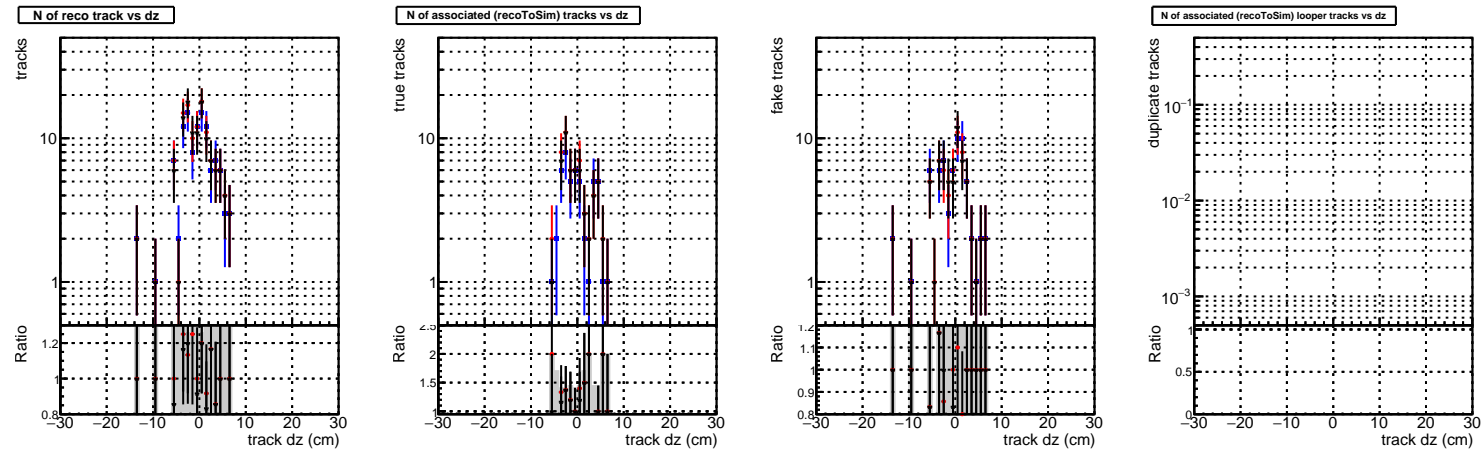 N of reco track vs dz
tracks
10
1
Ratio
1.2
1
0.8
−30 −20 −10 0 10 20 30
track dz (cm)
N of associated (recoToSim) tracks vs dz
true tracks
10
1
Ratio
2.5
2
1.5
1
−30 −20 −10 0 10 20 30
track dz (cm)
fake tracks
10
1
Ratio
1.2
1.1
1
0.9
0.8
−30 −20 −10 0 10 20 30
track dz (cm)
N of associated (recoToSim) looper tracks vs dz
duplicate tracks
10−1
10−2
10−3
Ratio
1
0.5
0
−30 −20 −10 0 10 20 30
track dz (cm)